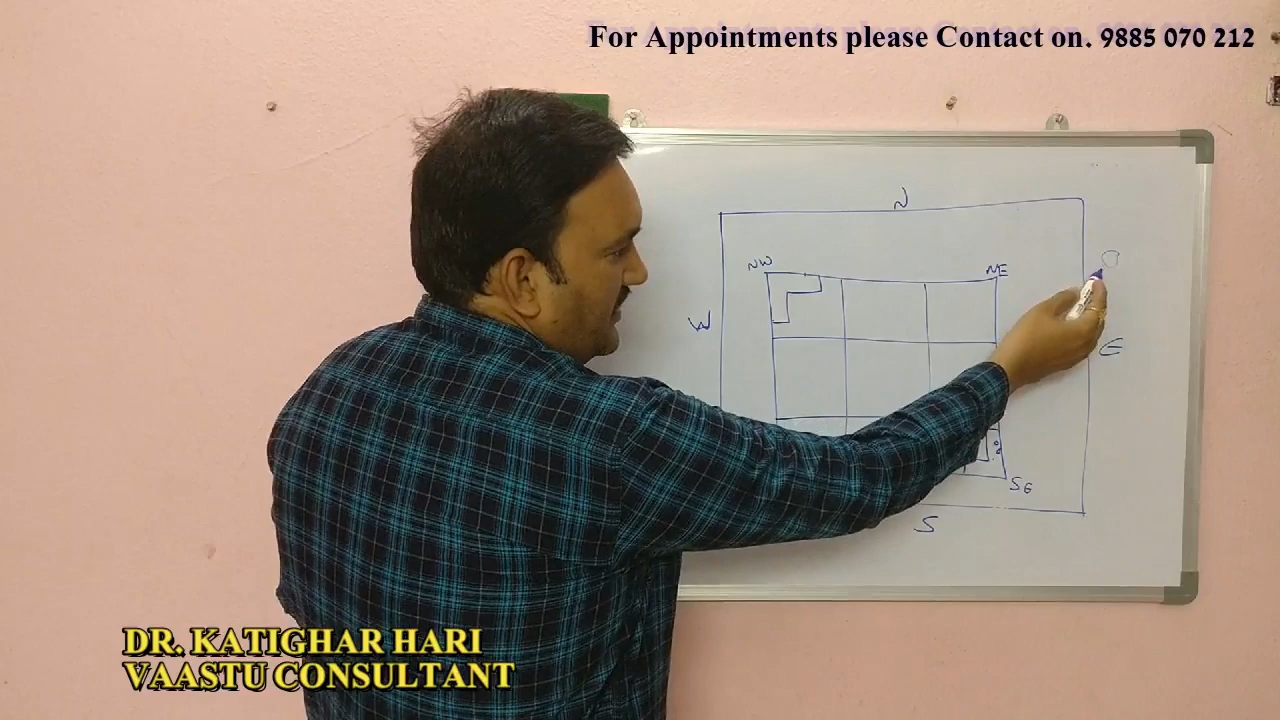 For Appointments please Contact on. 9885 070 212
N
NW
NE
W
E
SE
S
DR. KATIGHAR HARI
VAASTU CONSULTANT